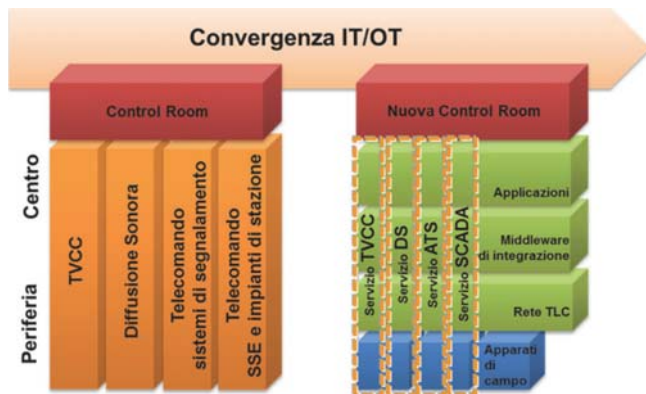 Convergenza IT/OT
Control Room
Nuova Control Room
Centro
Periferia
TVCC
Diffusione Sonora
Telecomando
sistemi di segnalamento
Telecomando
SSE e impianti di stazione
Servizio TVCC
Servizio DS
Servizio ATS
Servizio SCADA
Applicazioni
Middleware
di integrazione
Rete TLC
Apparati
di
campo